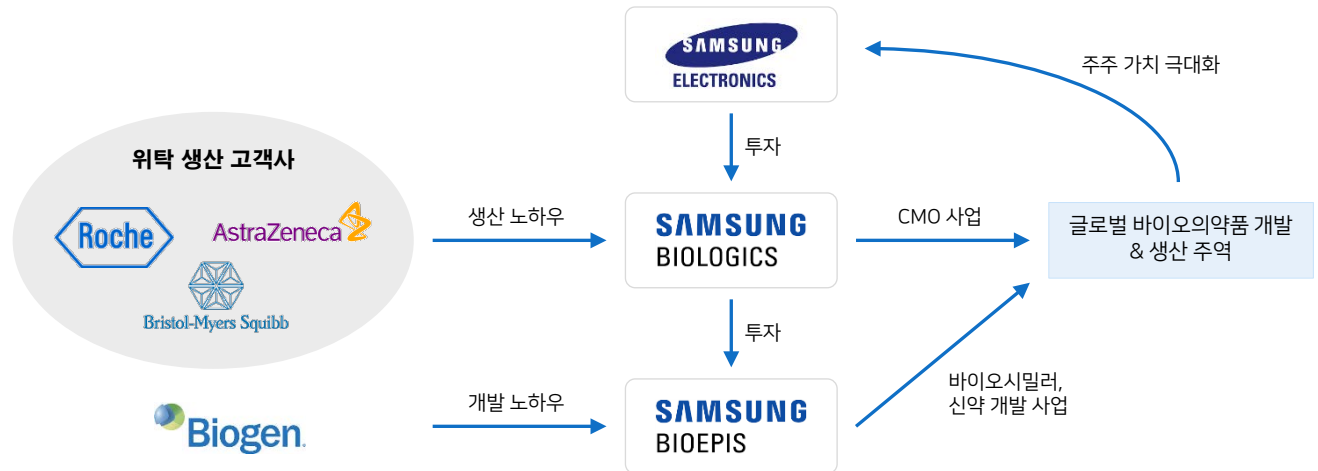 SAMSUNG
ELECTRONICS
주주 가치 극대화
투자
위탁 생산 고객사
Roche
AstraZeneca
Bristol-Myers Squibb
생산 노하우
SAMSUNG
BIOLOGICS
CMO 사업
글로벌 바이오의약품 개발
& 생산 주역
투자
바이오시밀러,
신약 개발 사업
Biogen.
개발 노하우
SAMSUNG
BIOEPIS